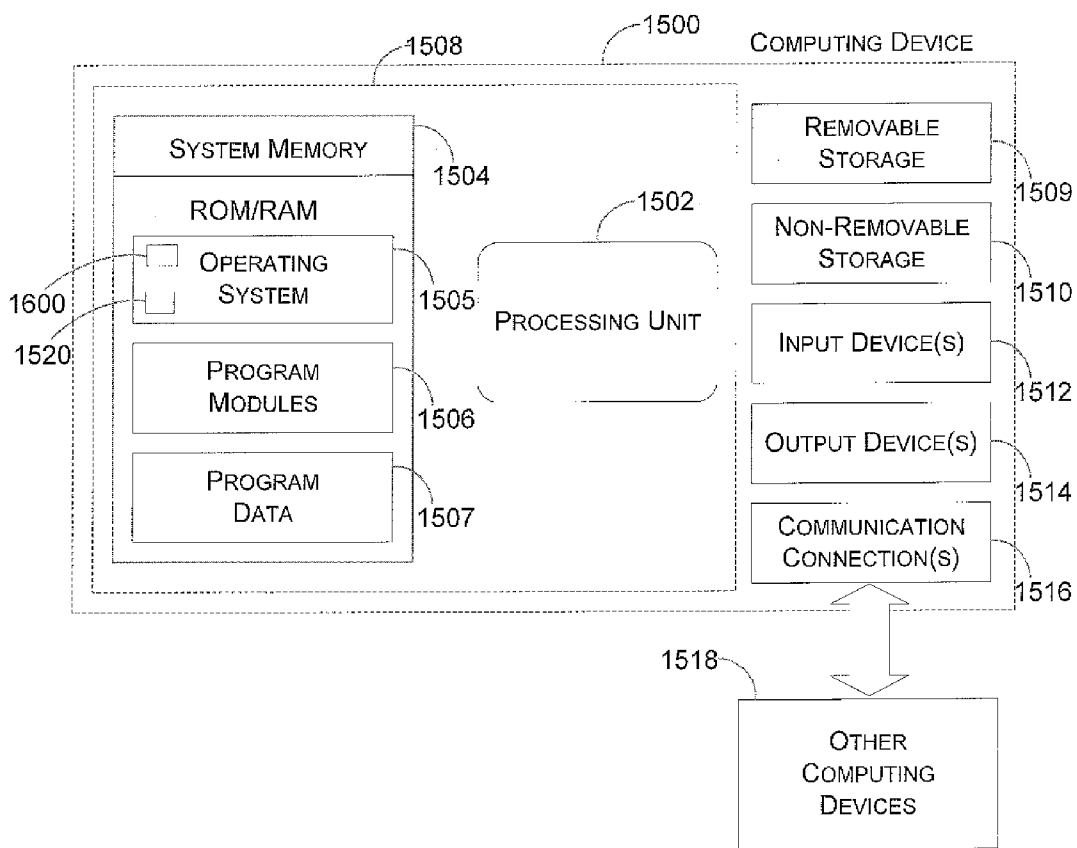 1500
COMPUTING DEVICE
1508
SYSTEM MEMORY
1504
ROM/RAM
OPERATING
SYSTEM
1505
1600
1520
PROGRAM
MODULES
1506
PROGRAM
DATA
1507
1502
PROCESSING UNIT
REMOVABLE
STORAGE
1509
NON-REMOVABLE
STORAGE
1510
INPUT DEVICE(S)
1512
OUTPUT DEVICE(S)
1514
COMMUNICATION
CONNECTION(S)
1516
1518
OTHER
COMPUTING
DEVICES